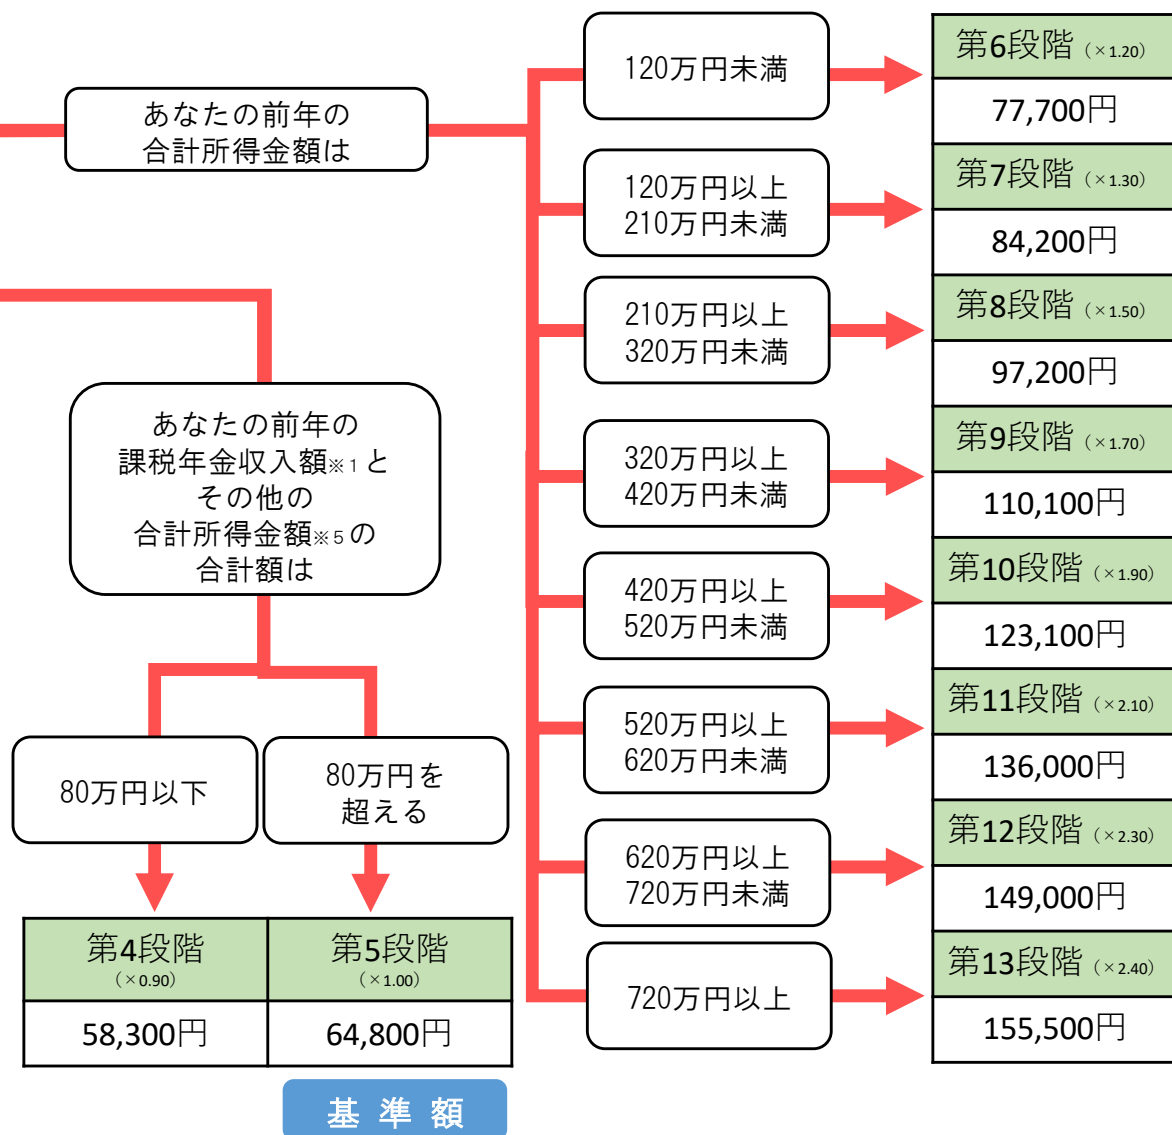 あなたの前年の
合計所得金額は
120万円未満
第6段階（×1.20）
77,700円
120万円以上
210万円未満
第7段階（×1.30）
84,200円
210万円以上
320万円未満
第8段階（×1.50）
97,200円
320万円以上
420万円未満
第9段階（×1.70）
110,100円
420万円以上
520万円未満
第10段階（×1.90）
123,100円
520万円以上
620万円未満
第11段階（×2.10）
136,000円
620万円以上
720万円未満
第12段階（×2.30）
149,000円
720万円以上
第13段階（×2.40）
155,500円
あなたの前年の
課税年金収入額※1と
その他の
合計所得金額※5の
合計額は
80万円以下
80万円を
超える
第4段階
（×0.90）
58,300円
第5段階
（×1.00）
64,800円
基準額